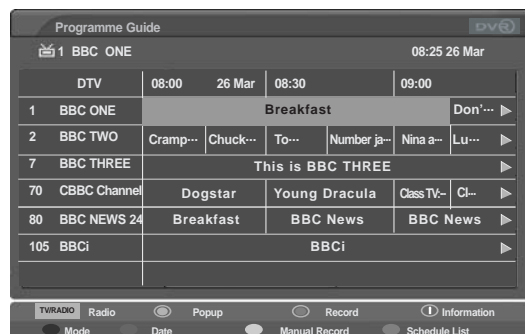 Programme Guide DVR
1 BBC ONE 08:25 26 Mar
DTV 08:00 26 Mar 08:30 09:00
1 BBC ONE Breakfast Don'···
2 BBC TWO Cramp··· Chuck··· To··· Number ja··· Nina a··· Lu···
7 BBC THREE This is BBC THREE
70 CBBC Channel Dogstar Young Dracula Class TV:··· Cl···
80 BBC NEWS 24 Breakfast BBC News BBC News
105 BBCi BBCi
TV/RADIO Radio Popup Record Information
Mode Date Manual Record Schedule List